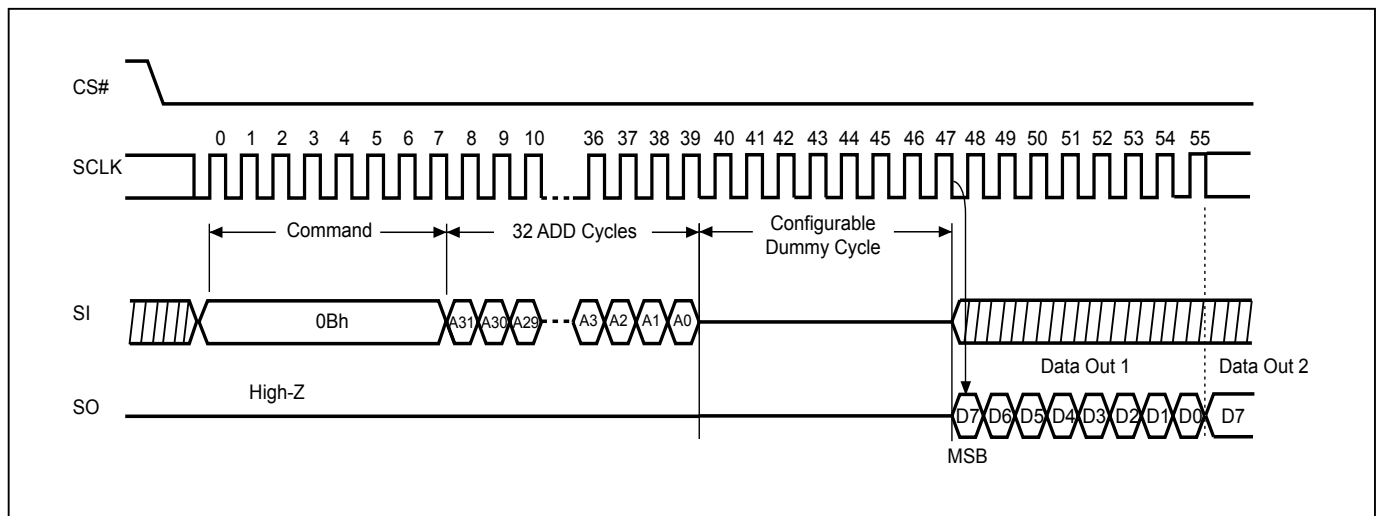 CS#
0 1 2 3 4 5 6 7 8 9 10 36 37 38 39 40 41 42 43 44 45 46 47 48 49 50 51 52 53 54 55
SCLK
Command 32 ADD Cycles Configurable
Dummy Cycle
SI 0Bh A31 A30 A29 A3 A2 A1 A0
Data Out 1 Data Out 2
High-Z
SO D7 D6 D5 D4 D3 D2 D1 D0 D7
MSB